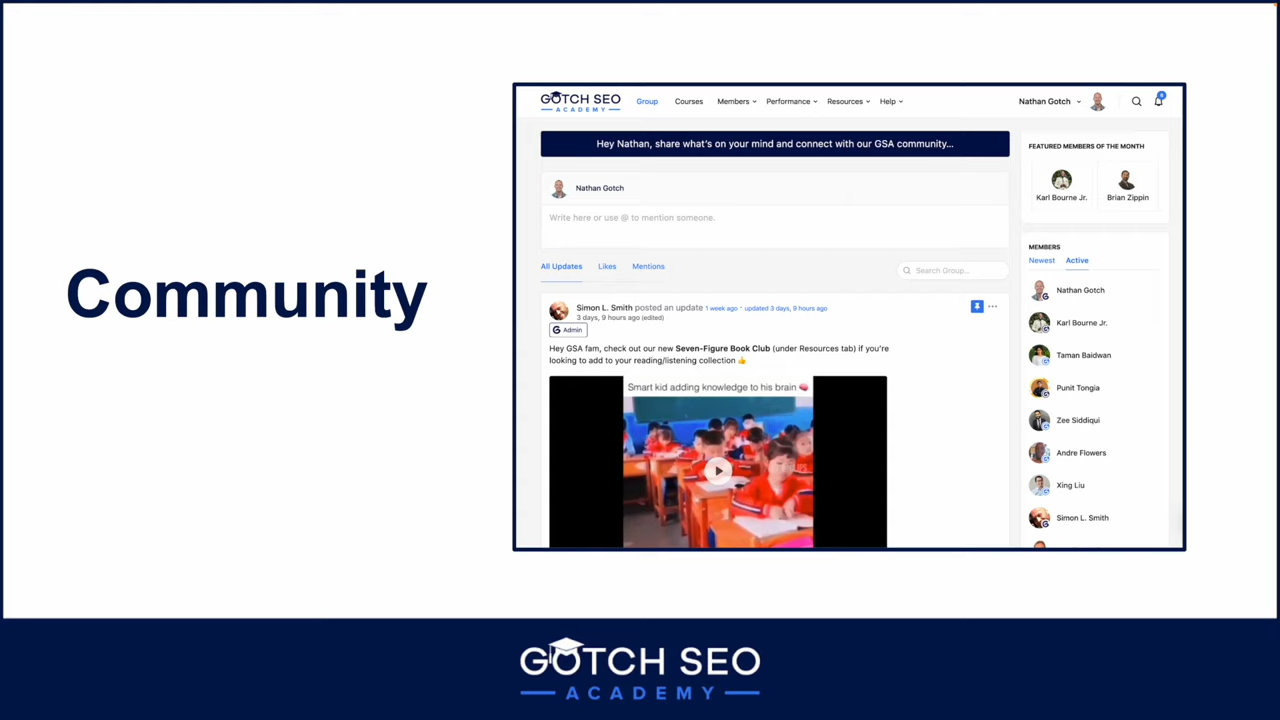 Community
GOTCH SEO
ACADEMY
Group
Courses
Members
Performance
Resources
Help
Nathan Gotch
Hey Nathan, share what's on your mind and connect with our GSA community...
Nathan Gotch
Write here or use @ to mention someone.
All Updates
Likes
Mentions
Search Group...
Simon L. Smith posted an update 1 week ago • updated 3 days, 9 hours ago
3 days, 9 hours ago (edited)
G Admin
Hey GSA fam, check out our new Seven-Figure Book Club (under Resources tab) if you're
looking to add to your reading/listening collection 👍
Smart kid adding knowledge to his brain 🧠
FEATURED MEMBERS OF THE MONTH
Karl Bourne Jr.
Brian Zippin
MEMBERS
Newest
Active
Nathan Gotch
Karl Bourne Jr.
Taman Baidwan
Punit Tongia
Zee Siddiqui
Andre Flowers
Xing Liu
Simon L. Smith
GOTCH SEO
ACADEMY